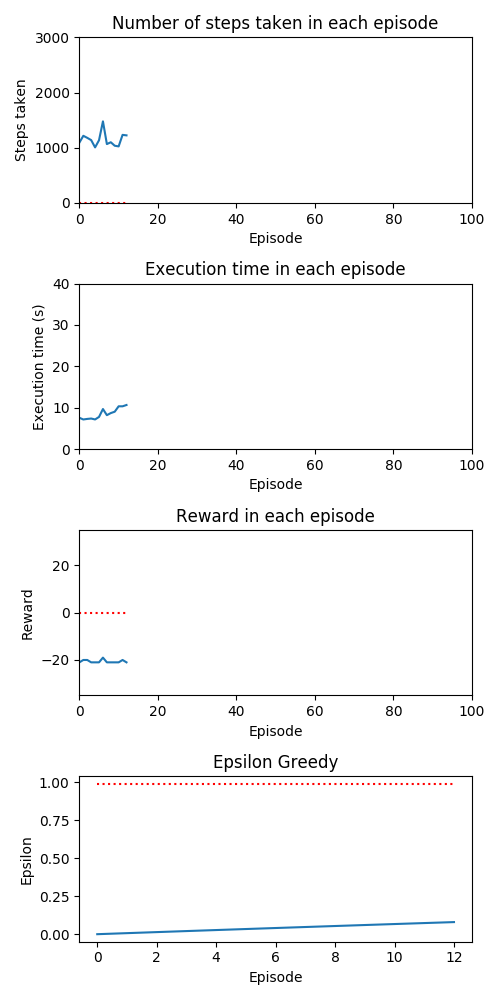 Number of steps taken in each episode
3000
2000
1000
0
Steps taken
0 20 40 60 80 100
Episode
Execution time in each episode
40
30
20
10
0
Execution time (s)
0 20 40 60 80 100
Episode
Reward in each episode
20
0
−20
Reward
0 20 40 60 80 100
Episode
Epsilon Greedy
1.00
0.75
0.50
0.25
0.00
Epsilon
0 2 4 6 8 10 12
Episode